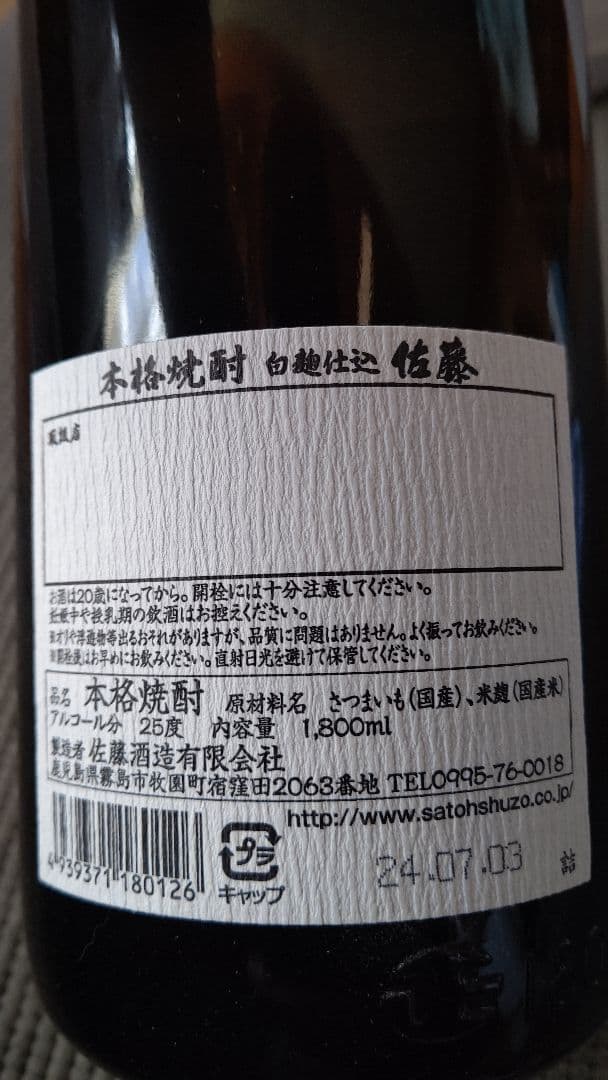 本格焼酎 白麹仕込 佐藤
取扱店
お酒は20歳になってから。開栓には十分注意してください。
妊娠中や授乳期の飲酒はお控えください。
※オリや浮遊物等出るおそれがありますが、品質に問題はありません。よく振ってお飲みください。
※開栓後はお早めにお飲みください。直射日光を避けて保管してください。
品名 本格焼酎 原材料名 さつまいも(国産)、米麹(国産米)
アルコール分 25度 内容量 1,800ml
製造者 佐藤酒造有限会社
鹿児島県霧島市牧園町宿窪田2063番地 TEL0995-76-0018
http://www.satohshuzo.co.jp/
4939371180126
プラ
キャップ
24.07.03 詰